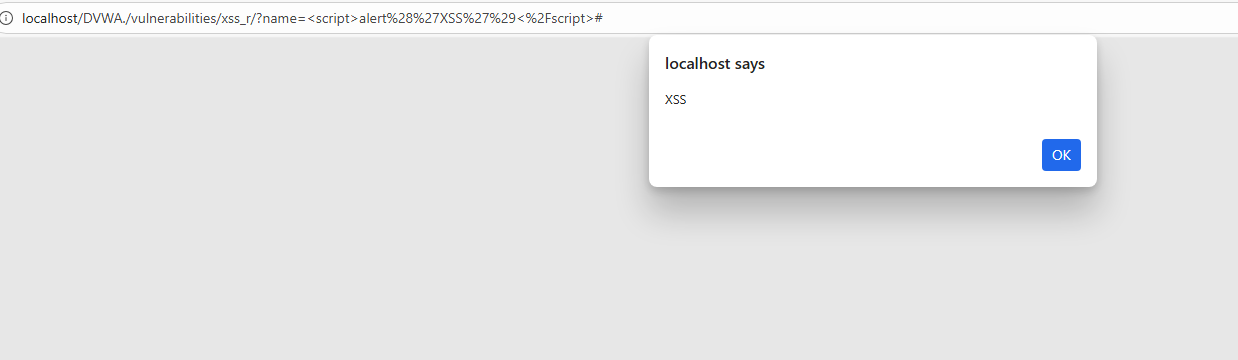 localhost/DVWA./vulnerabilities/xss_r/?name=<script>alert%28%27XSS%27%29<%2Fscript>#
localhost says
XSS
OK